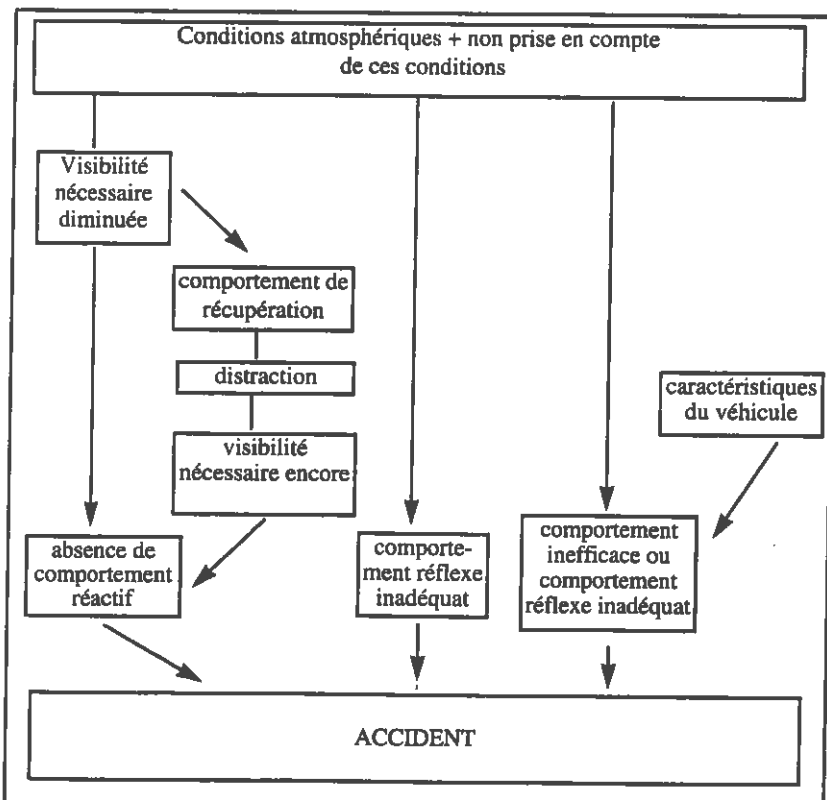 Conditions atmosphériques + non prise en compte
de ces conditions
Visibilité
nécessaire
diminuée
comportement de
récupération
distraction
caractéristiques
du véhicule
visibilité
nécessaire encore
absence de
comportement
réactif
comporte-
ment réflexe
inadéquat
comportement
inefficace ou
comportement
réflexe inadéquat
ACCIDENT